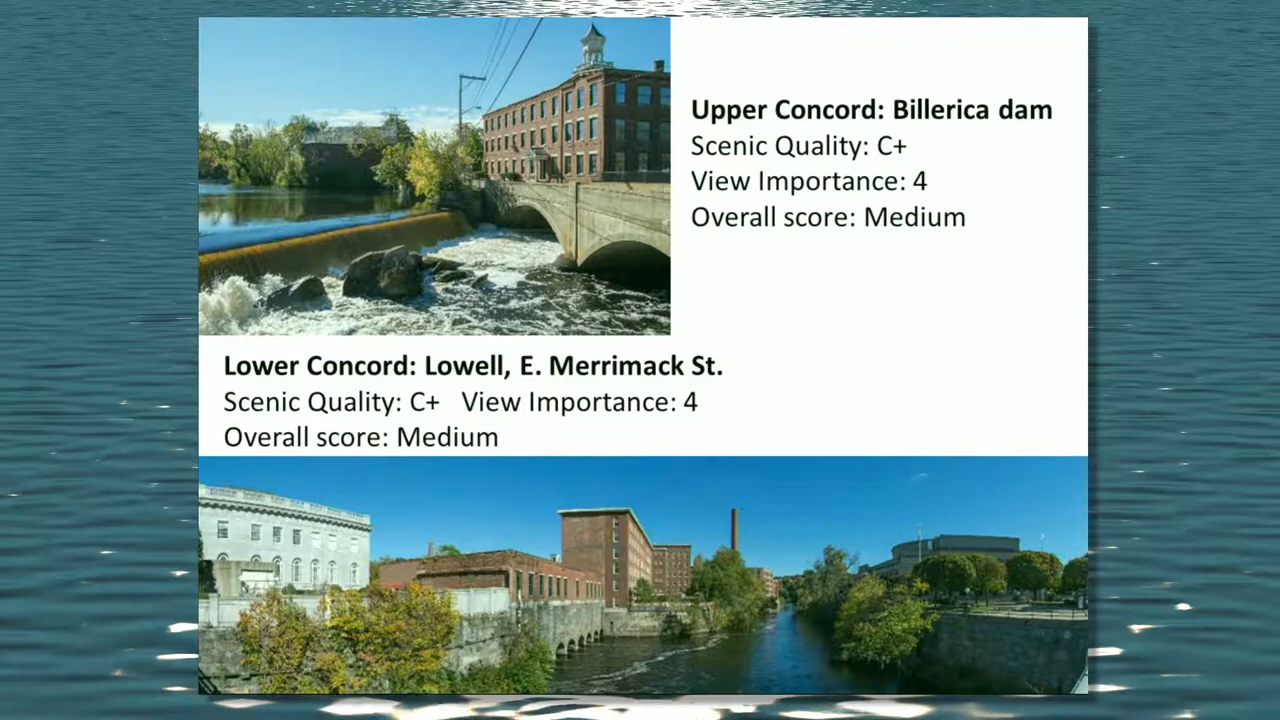 Upper Concord: Billerica dam
Scenic Quality: C+
View Importance: 4
Overall score: Medium
Lower Concord: Lowell, E. Merrimack St.
Scenic Quality: C+   View Importance: 4
Overall score: Medium